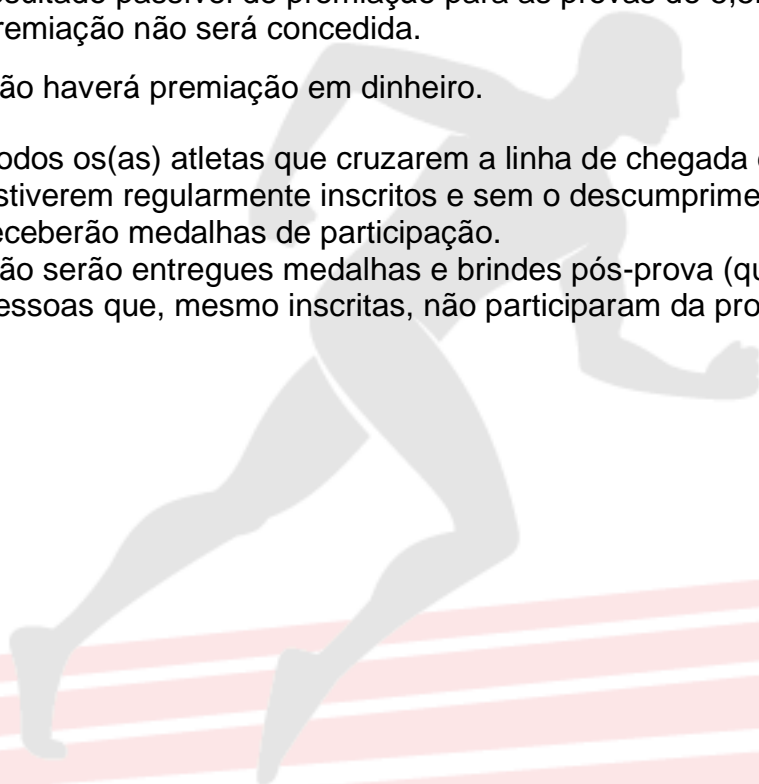 remiação não será concedida.
ão haverá premiação em dinheiro.
odos os(as) atletas que cruzarem a linha de chegada
stiverem regularmente inscritos e sem o descumprime
eceberão medalhas de participação.
ão serão entregues medalhas e brindes pós-prova (qu
essoas que, mesmo inscritas, não participaram da pro